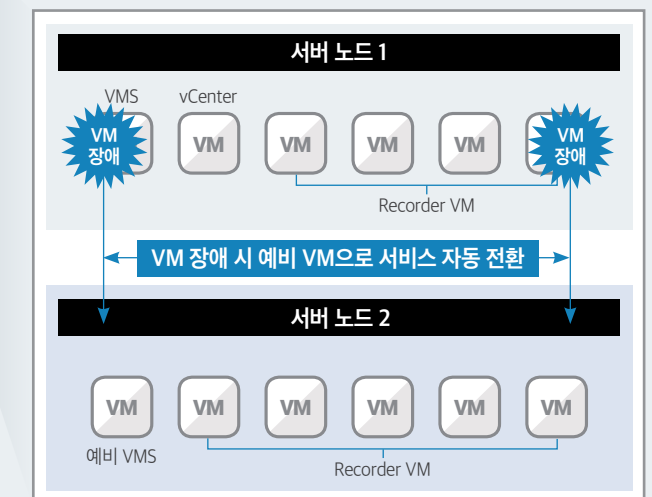 서버 노드 1
VMS vCenter
VM 장애 VM VM VM VM VM 장애
Recorder VM
VM 장애 시 예비 VM으로 서비스 자동 전환
서버 노드 2
VM VM VM VM VM VM
예비 VMS
Recorder VM